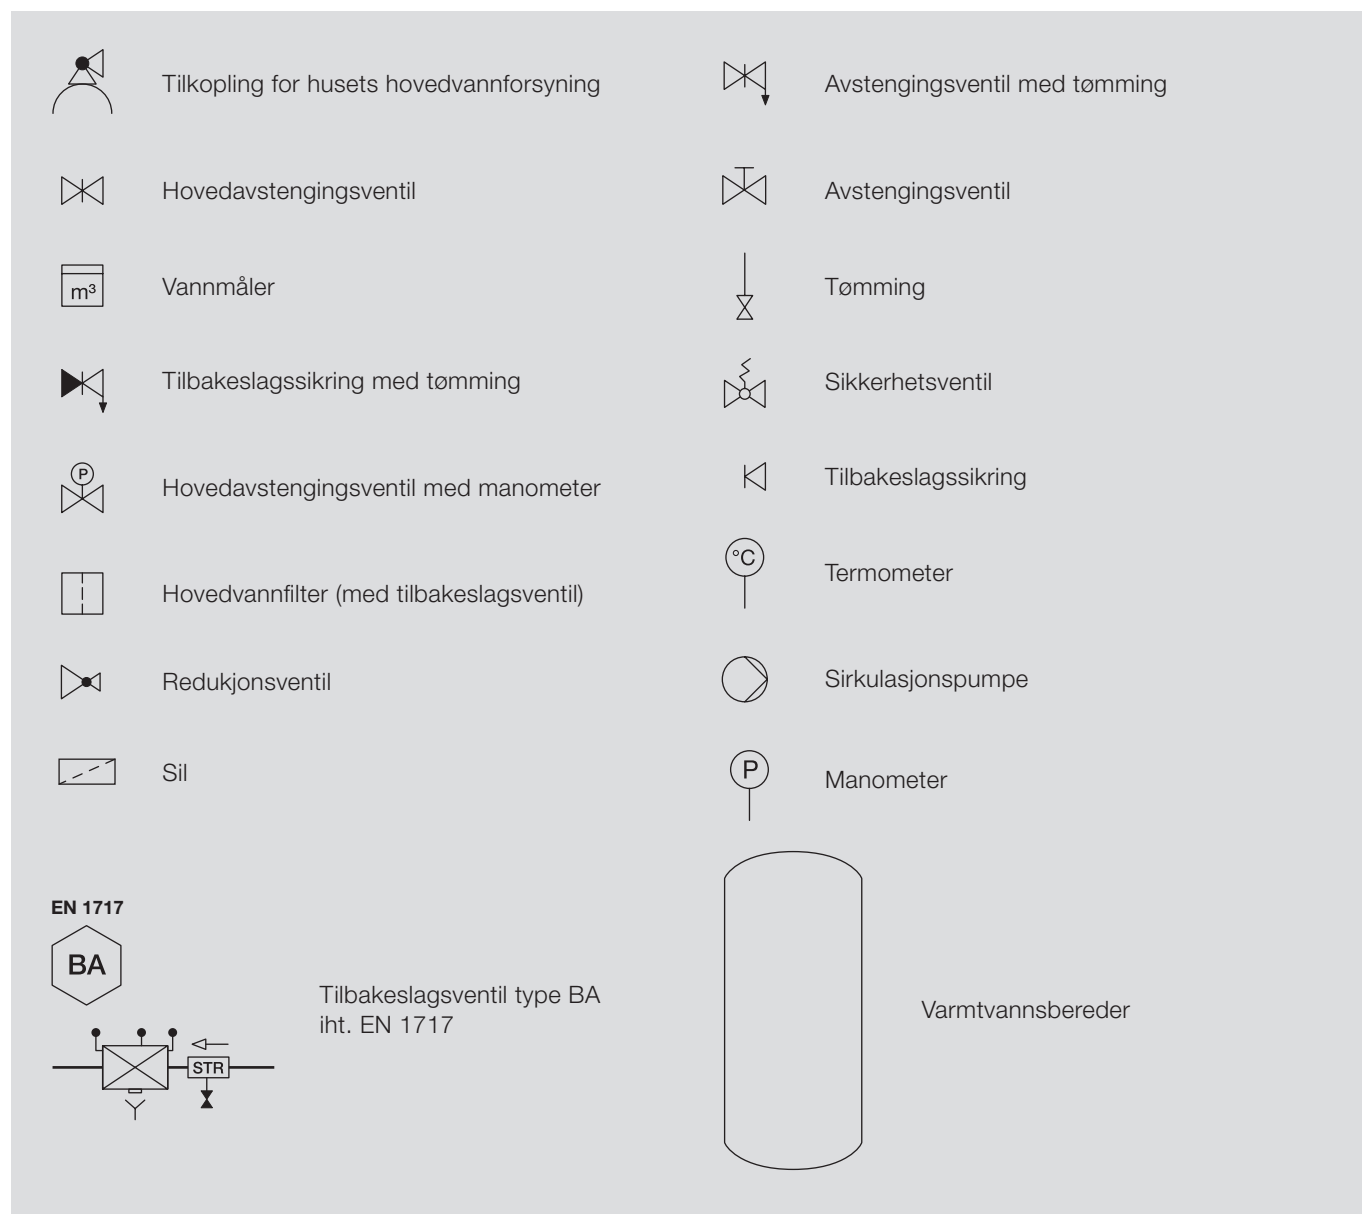 Tilkopling for husets hovedvannforsyning
Hovedavstengingsventil
m³
Vannmåler
Tilbakeslagssikring med tømming
P
Hovedavstengingsventil med manometer
Hovedvannfilter (med tilbakeslagsventil)
Redukjonsventil
Sil
EN 1717
BA
Tilbakeslagsventil type BA
iht. EN 1717
STR
Avstengingsventil med tømming
Avstengingsventil
Tømming
Sikkerhetsventil
Tilbakeslagssikring
°C
Termometer
Sirkulasjonspumpe
P
Manometer
Varmtvannsbereder